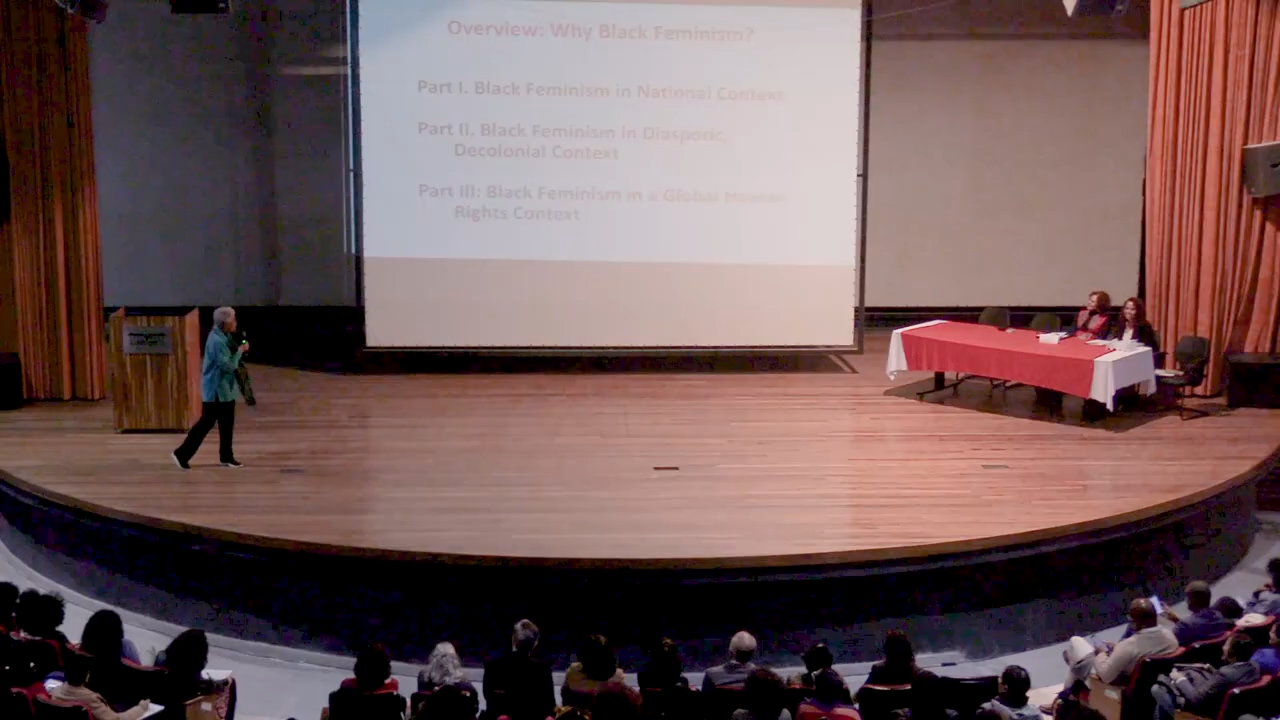 Overview: Why Black Feminism?
Part I. Black Feminism in National Context
Part II. Black Feminism in Diasporic,
Decolonial Context
Part III: Black Feminism in a Global Human
Rights Context